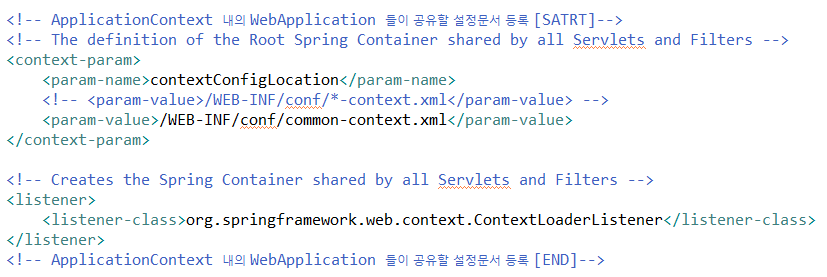 <!-- ApplicationContext 내의 WebApplication 들이 공유할 설정문서 등록 [SATRT]-->
<!-- The definition of the Root Spring Container shared by all Servlets and Filters -->
<context-param>
    <param-name>contextConfigLocation</param-name>
    <!-- <param-value>/WEB-INF/conf/*-context.xml</param-value> -->
    <param-value>/WEB-INF/conf/common-context.xml</param-value>
</context-param>

<!-- Creates the Spring Container shared by all Servlets and Filters -->
<listener>
    <listener-class>org.springframework.web.context.ContextLoaderListener</listener-class>
</listener>
<!-- ApplicationContext 내의 WebApplication 들이 공유할 설정문서 등록 [END]-->